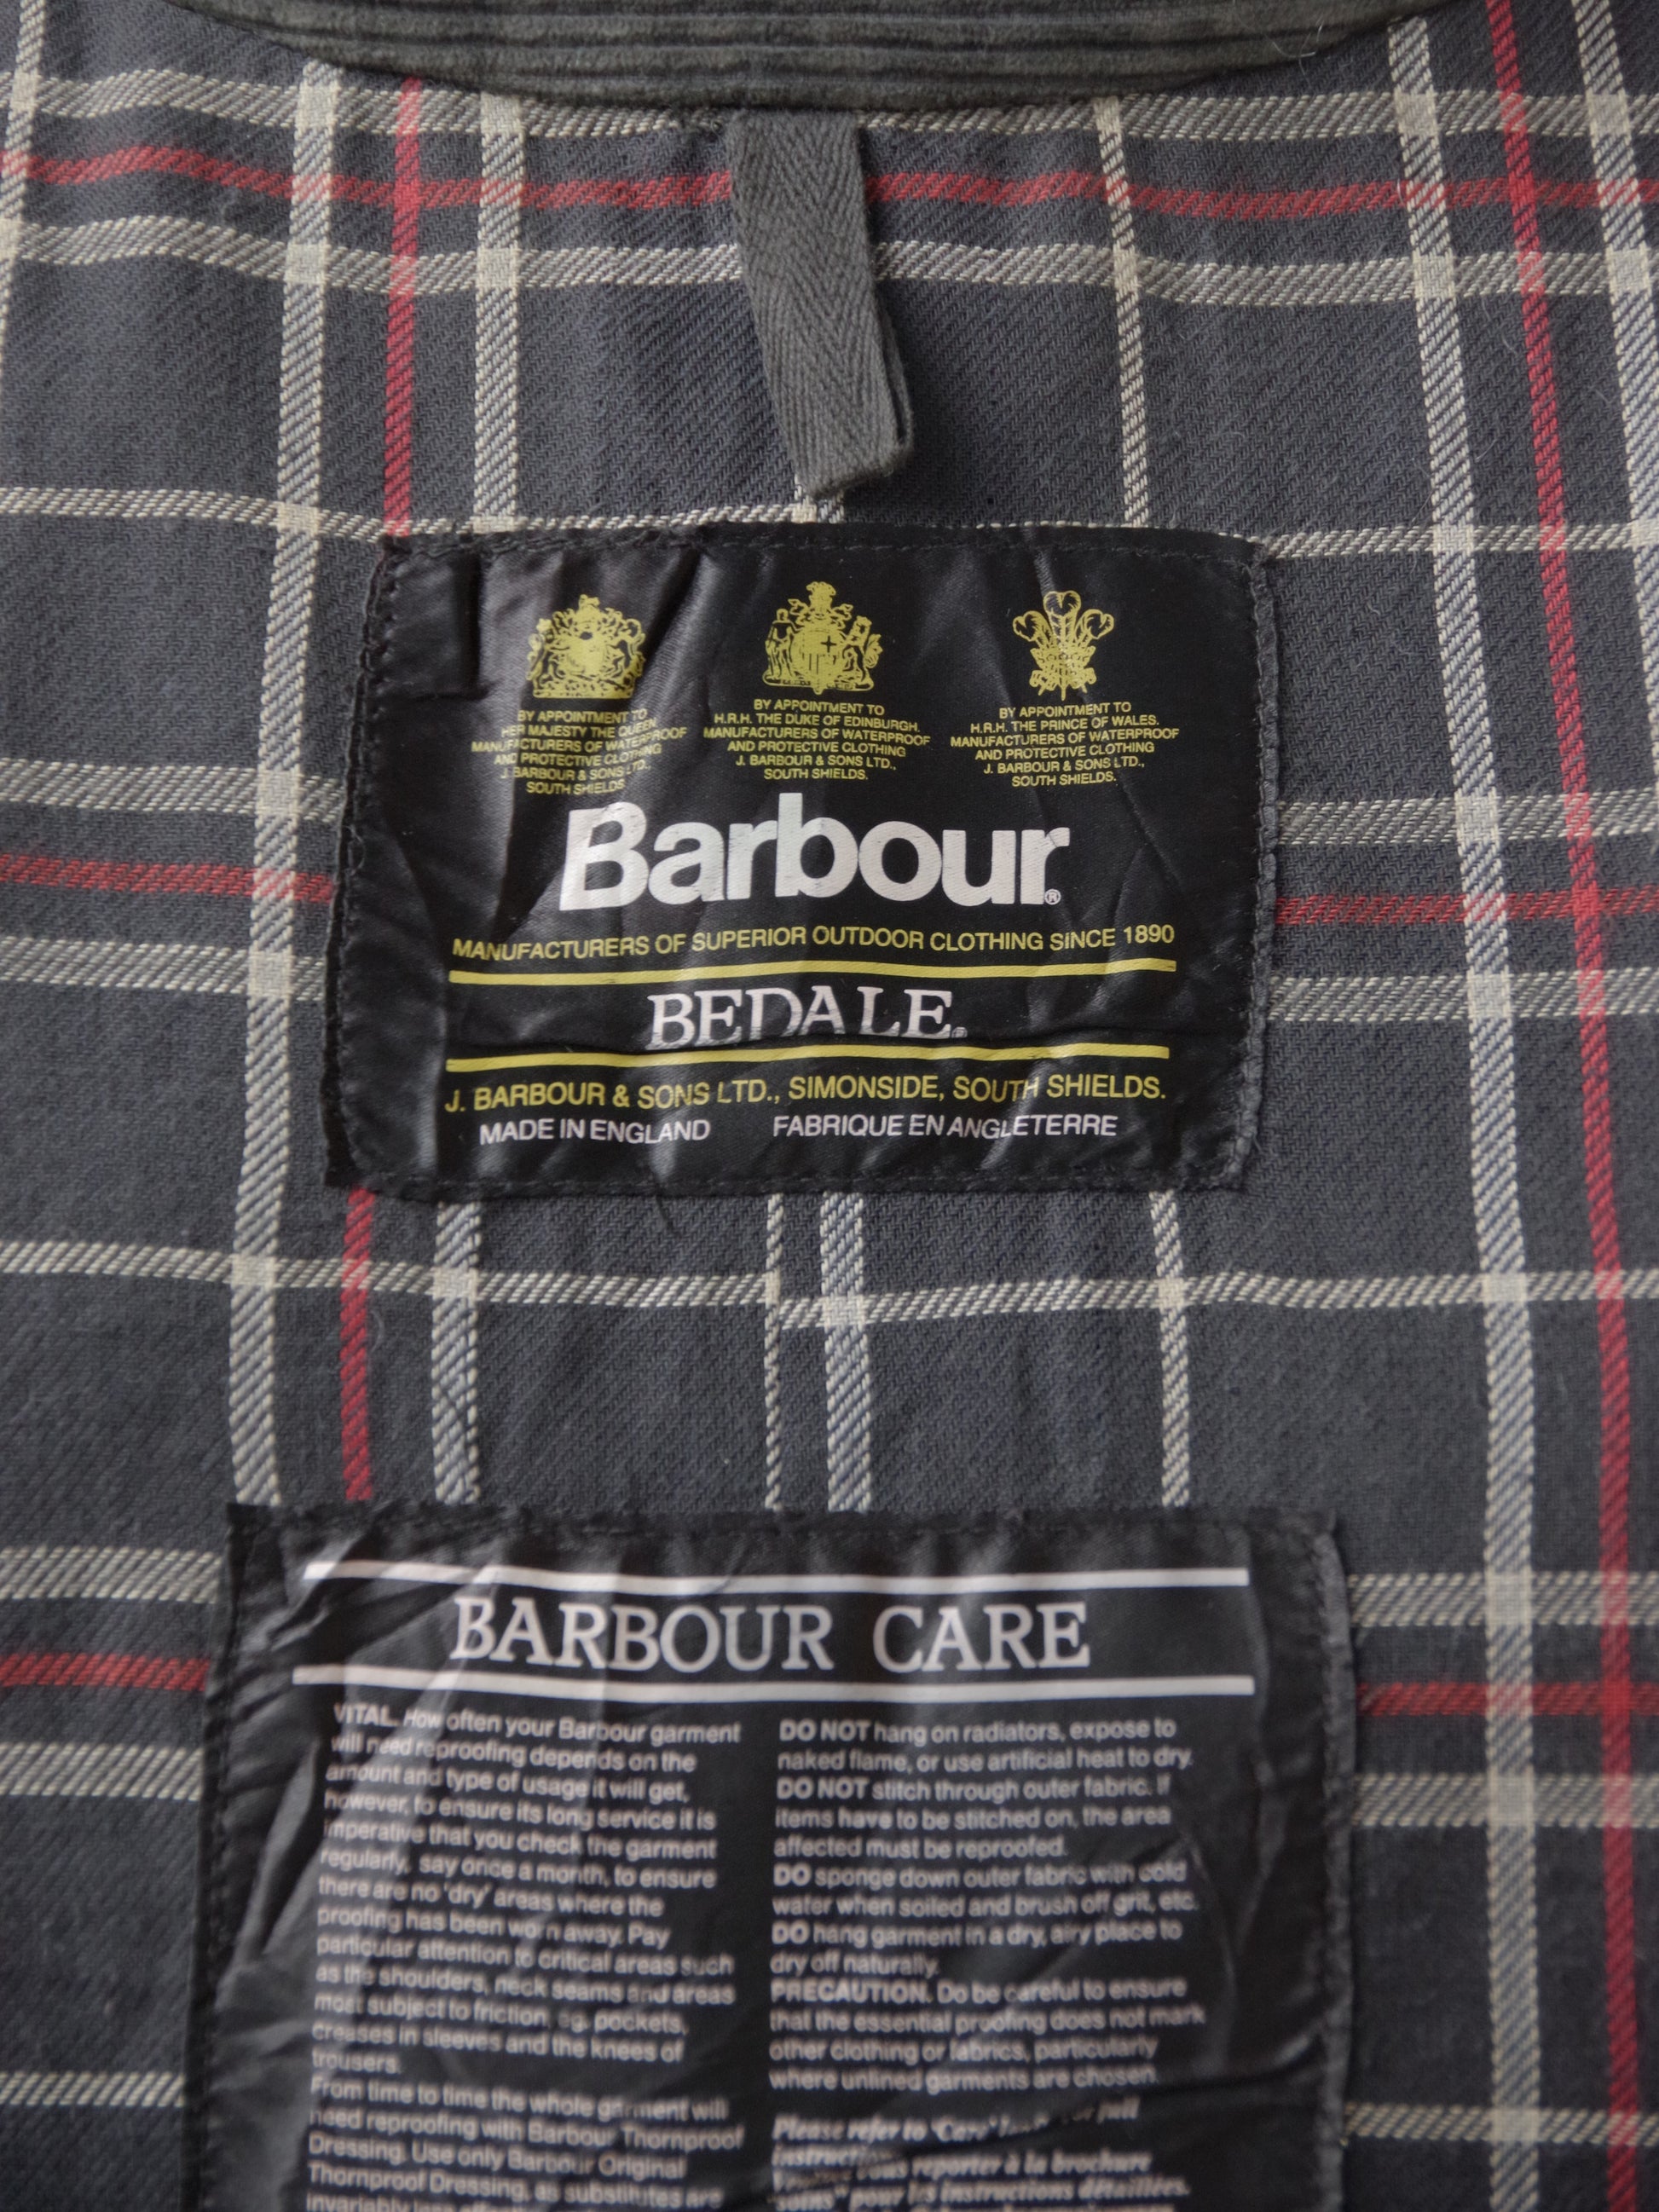 BY APPOINTMENT TO
HER MAJESTY THE QUEEN.
MANUFACTURERS OF WATERPROOF
AND PROTECTIVE CLOTHING
J. BARBOUR & SONS LTD.,
SOUTH SHIELDS.
BY APPOINTMENT TO
H.R.H. THE DUKE OF EDINBURGH.
MANUFACTURERS OF WATERPROOF
AND PROTECTIVE CLOTHING
J. BARBOUR & SONS LTD.,
SOUTH SHIELDS.
BY APPOINTMENT TO
H.R.H. THE PRINCE OF WALES.
MANUFACTURERS OF WATERPROOF
AND PROTECTIVE CLOTHING
J. BARBOUR & SONS LTD.,
SOUTH SHIELDS.
Barbour®
MANUFACTURERS OF SUPERIOR OUTDOOR CLOTHING SINCE 1890
BEDALE®
J. BARBOUR & SONS LTD., SIMONSIDE, SOUTH SHIELDS.
MADE IN ENGLAND FABRIQUE EN ANGLETERRE
BARBOUR CARE
VITAL. How often your Barbour garment
will need reproofing depends on the
amount and type of usage it will get,
however, to ensure its long service it is
imperative that you check the garment
regularly, say once a month, to ensure
there are no 'dry' areas where the
proofing has been worn away. Pay
particular attention to critical areas such
as the shoulders, neck seams and areas
most subject to friction, eg. pockets,
creases in sleeves and the knees of
trousers.
From time to time the whole garment will
need reproofing with Barbour Thornproof
Dressing. Use only Barbour Original
Thornproof Dressing, as substitutes are
invariably less
DO NOT hang on radiators, expose to
naked flame, or use artificial heat to dry.
DO NOT stitch through outer fabric. If
items have to be stitched on, the area
affected must be reproofed.
DO sponge down outer fabric with cold
water when soiled and brush off grit, etc.
DO hang garment in a dry, airy place to
dry off naturally.
PRECAUTION. Do be careful to ensure
that the essential proofing does not mark
other clothing or fabrics, particularly
where unlined garments are chosen.
Please refer to 'Care' for full
vous reporter à la brochure
pour les instructions détaillées.